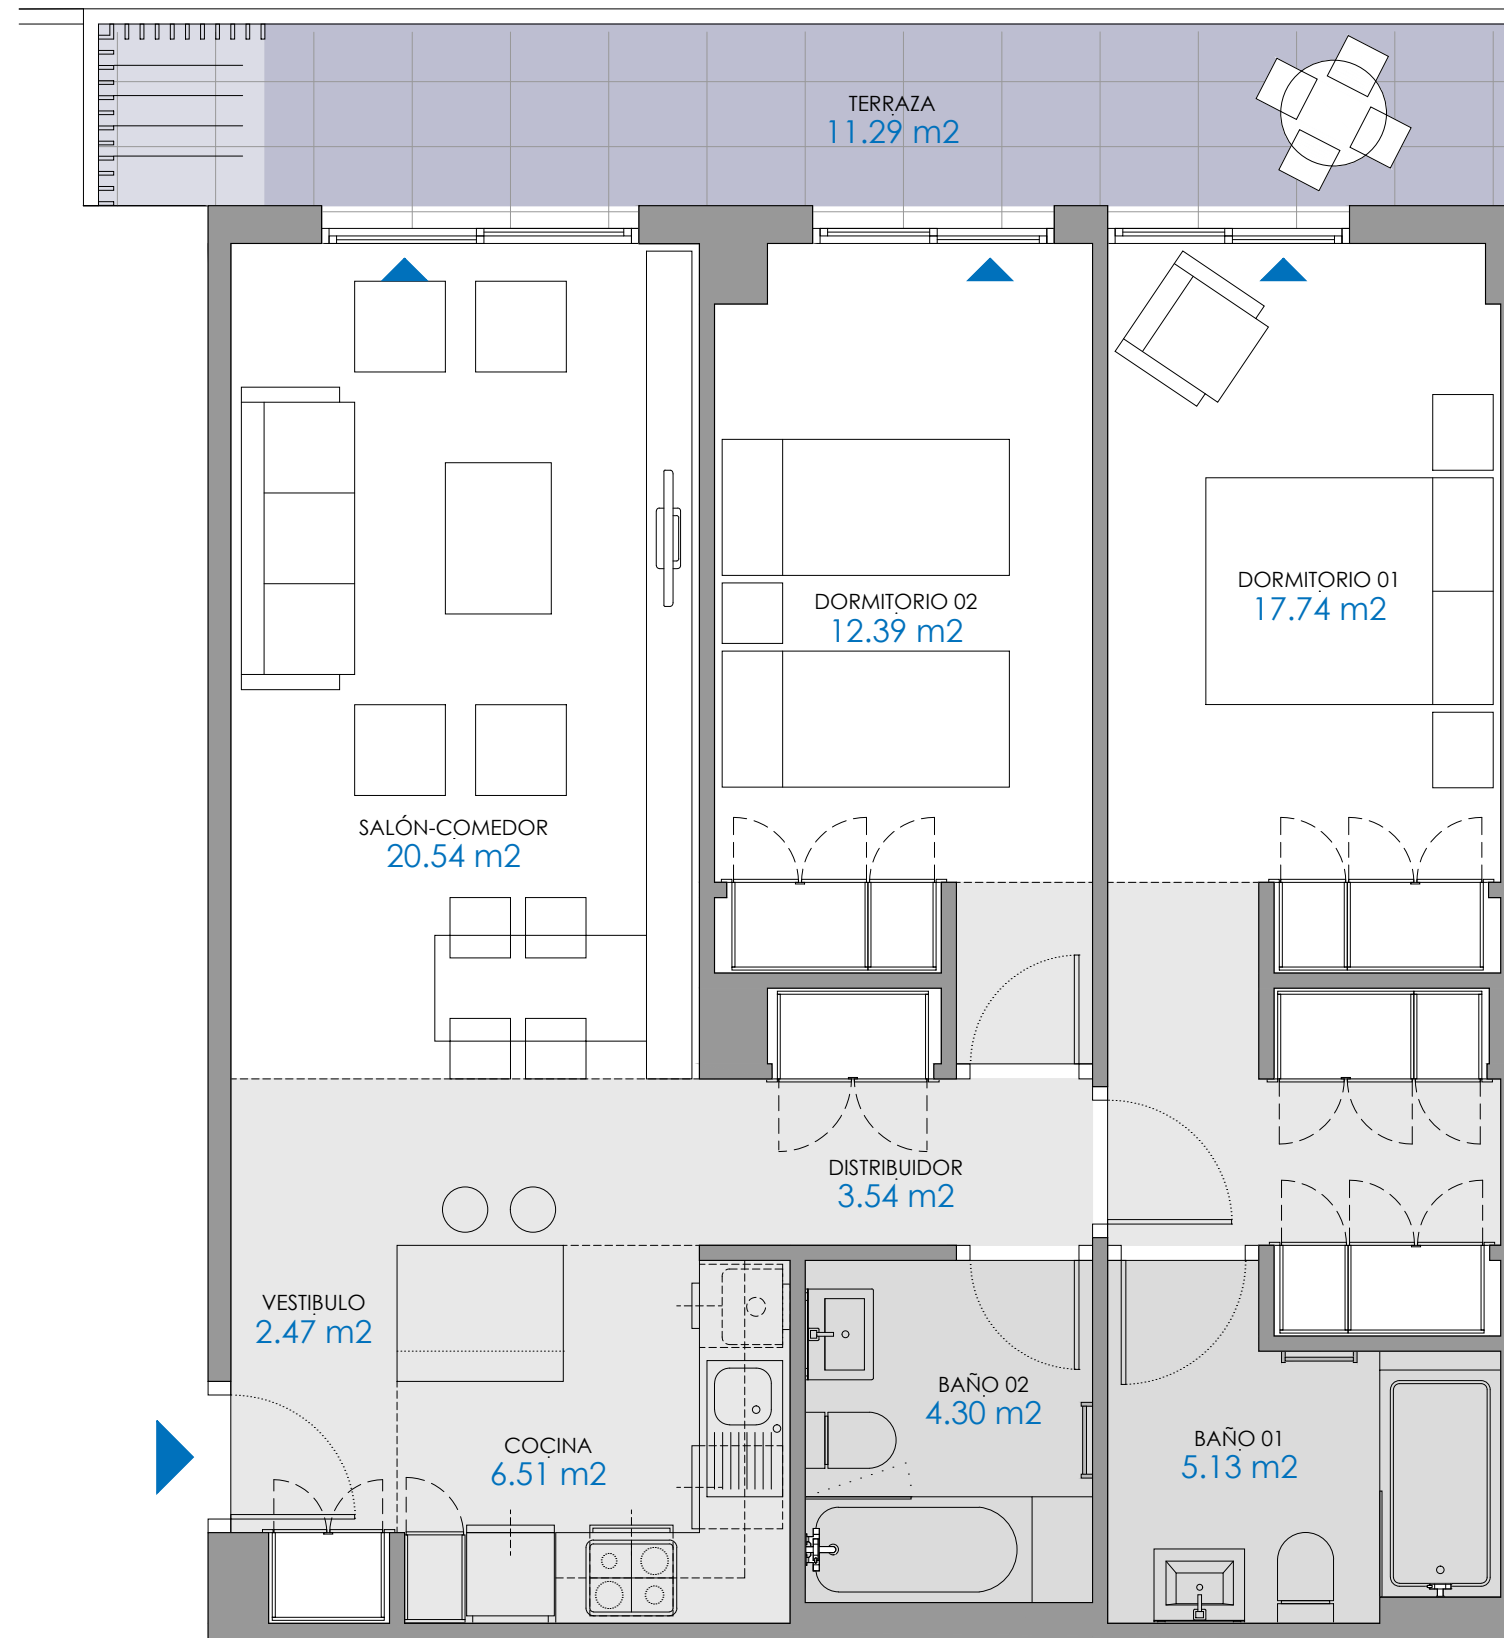 TERRAZA
11.29 m2
DORMITORIO 01
17.74 m2
DORMITORIO 02
12.39 m2
SALÓN-COMEDOR
20.54 m2
DISTRIBUIDOR
3.54 m2
VESTIBULO
2.47 m2
BAÑO 02
4.30 m2
BAÑO 01
5.13 m2
COCINA
6.51 m2